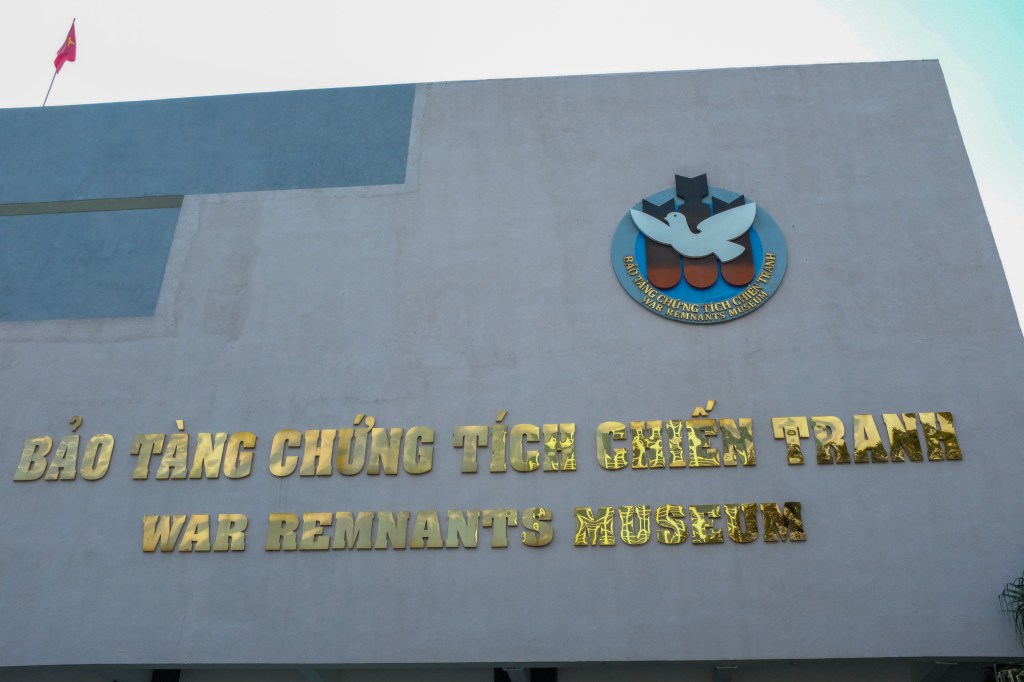 BẢO TÀNG CHỨNG TÍCH CHIẾN TRANH
WAR REMNANTS MUSEUM
BẢO TÀNG CHỨNG TÍCH CHIẾN TRANH
WAR REMNANTS MUSEUM